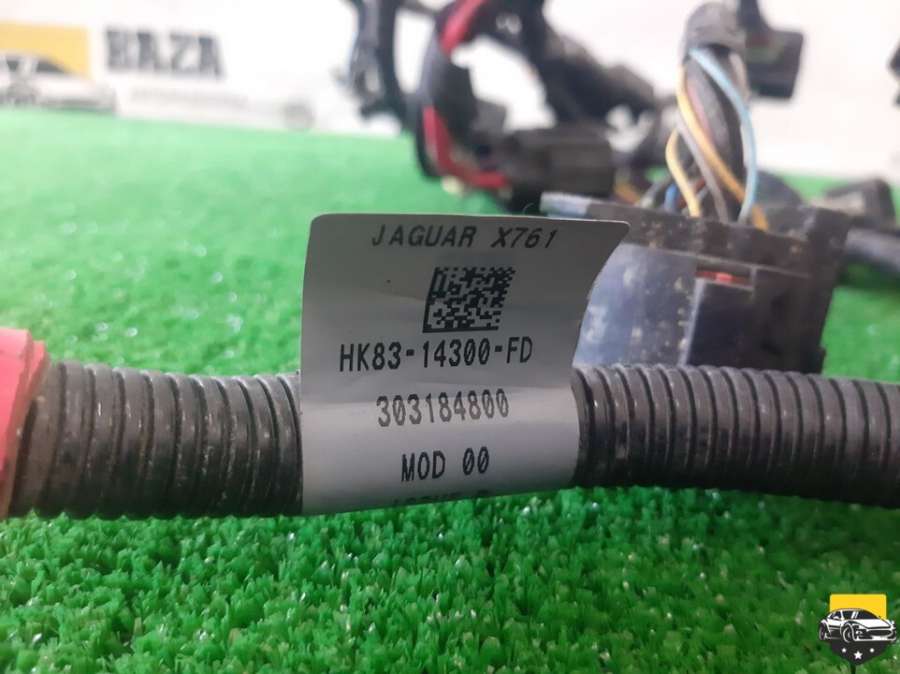 BAZA
JAGUAR X761
HK83-14300-FD
303184800
MOD 00